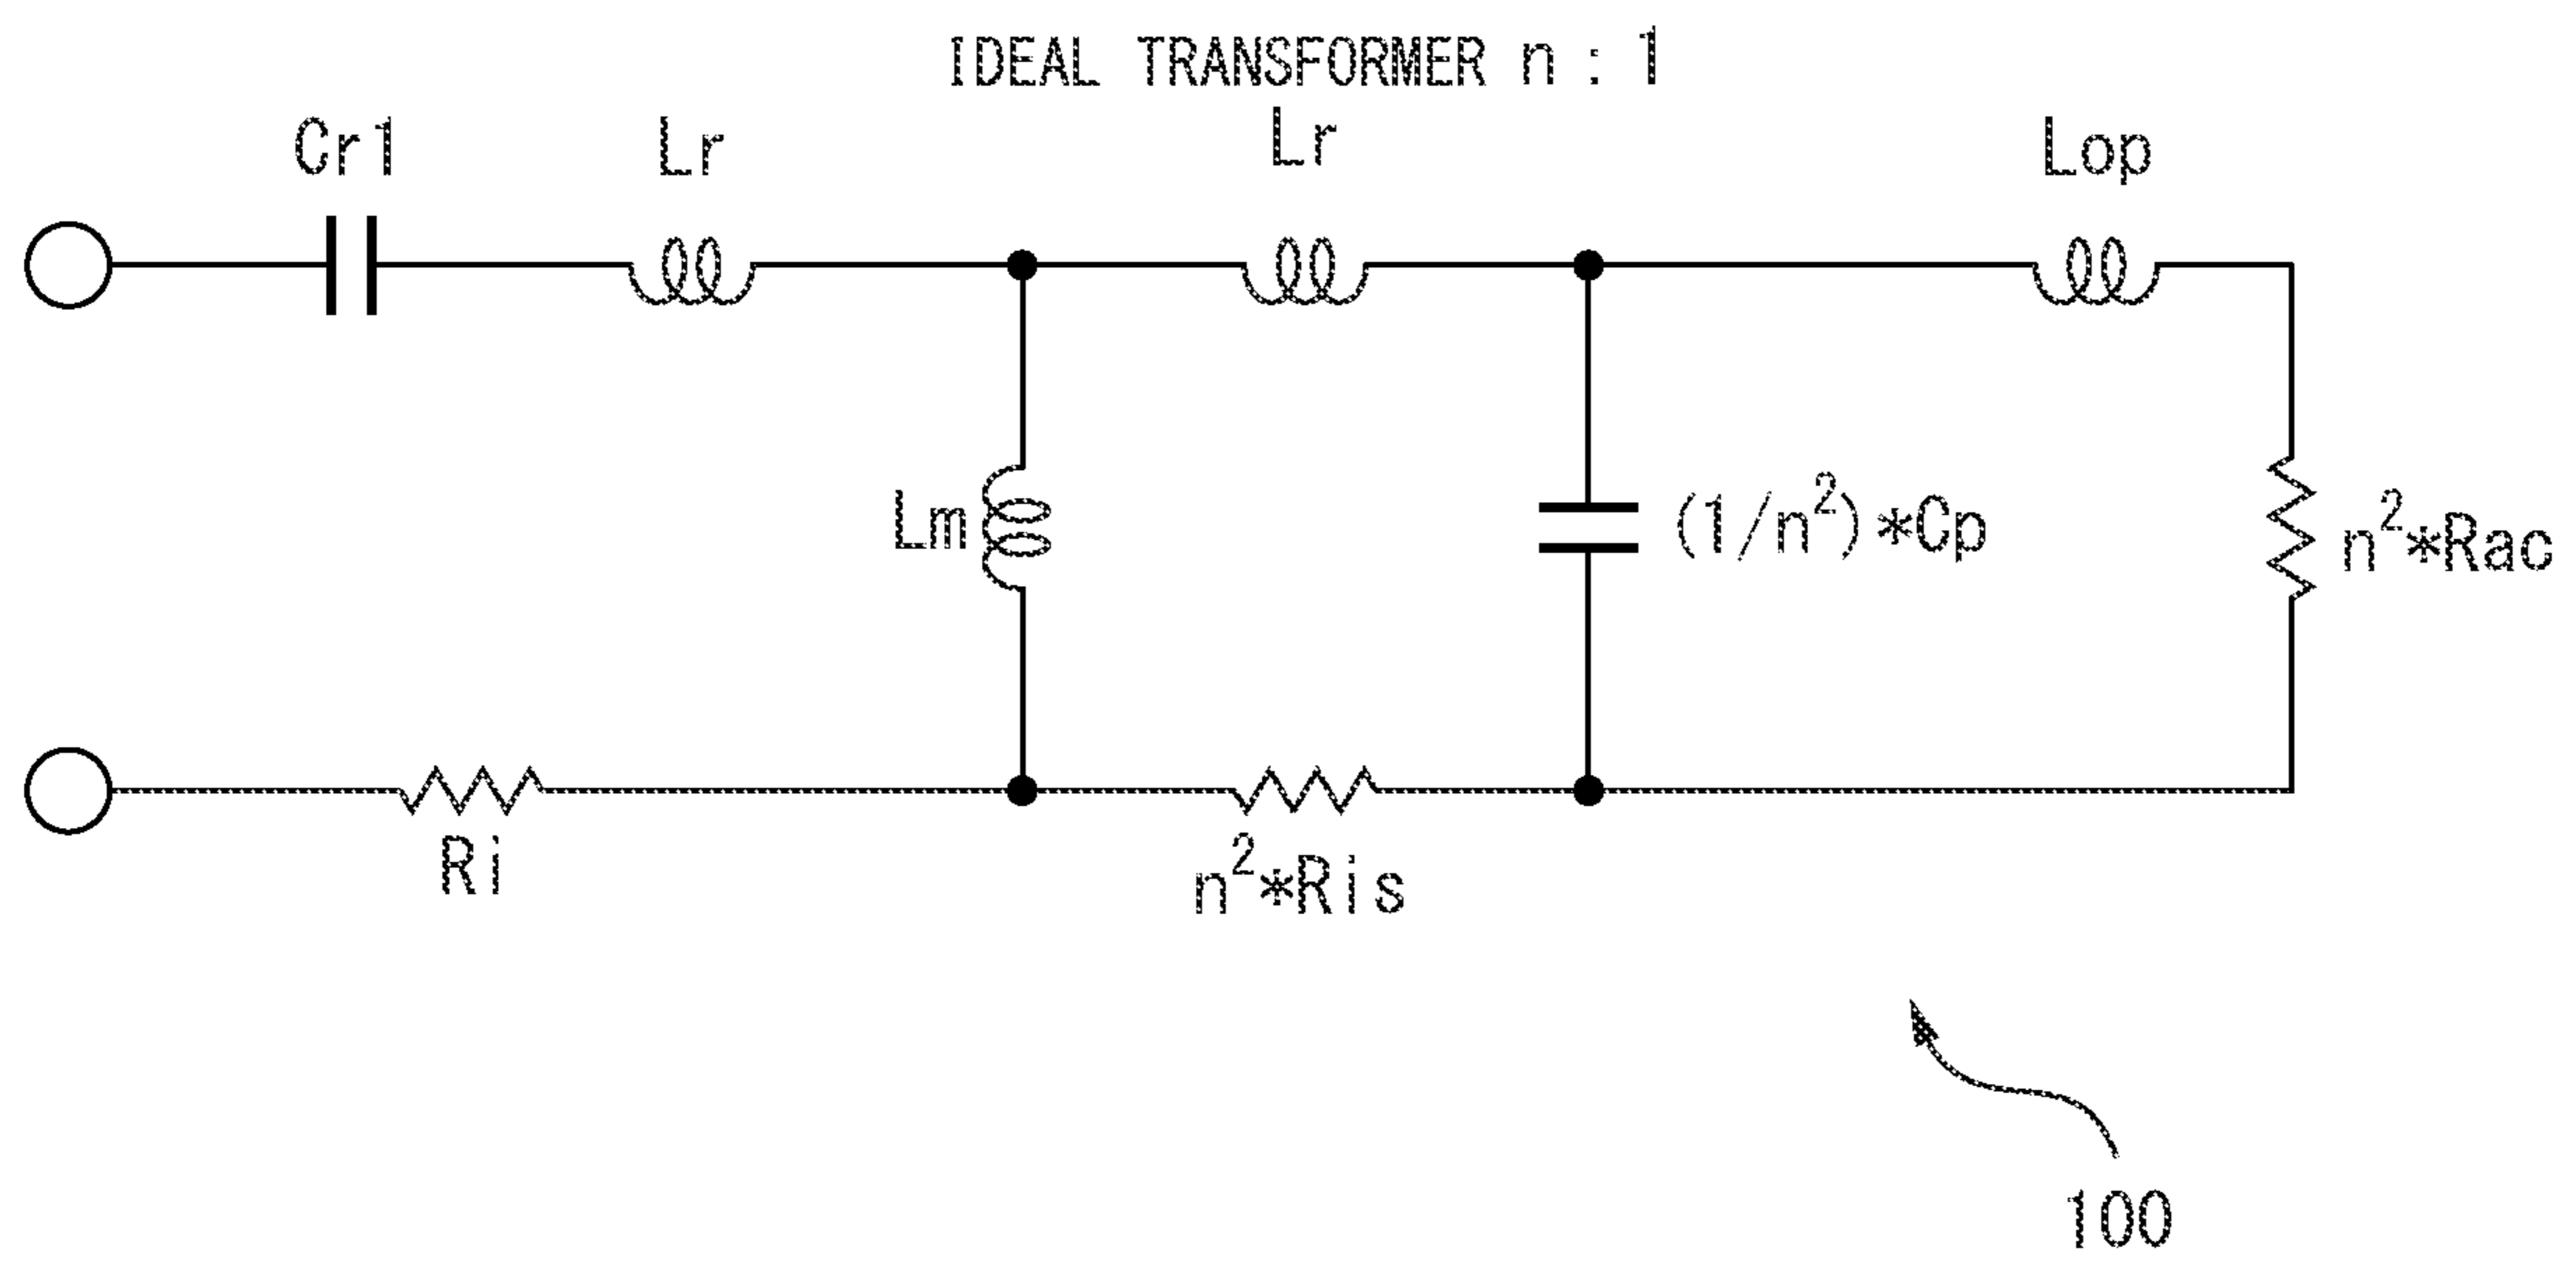 IDEAL TRANSFORMER n : 1
Cr1
Lr
Lr
Lop
Lm
(1/n²)*Cp
n²*Rac
Ri
n²*Ris
100